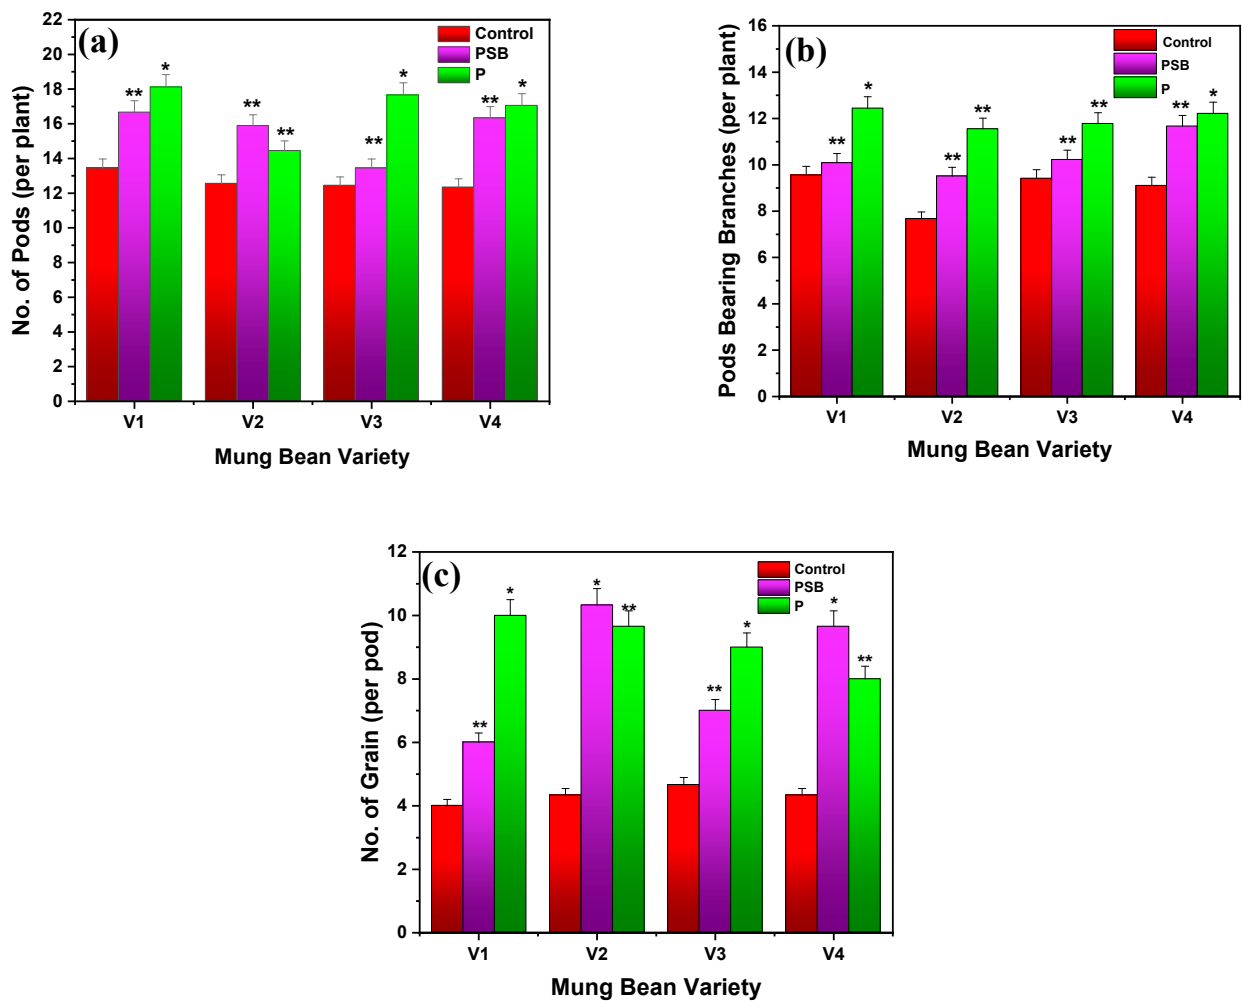 (a)
Control
PSB
P
No. of Pods (per plant)
22
20
18
16
14
12
10
8
6
4
2
0
** *
** **
** *
** *
V1 V2 V3 V4
Mung Bean Variety
(b)
Control
PSB
P
Pods Bearing Branches (per plant)
16
14
12
10
8
6
4
2
0
** *
** **
** **
** *
V1 V2 V3 V4
Mung Bean Variety
(c)
Control
PSB
P
No. of Grain (per pod)
12
10
8
6
4
2
0
** *
* **
** *
* **
V1 V2 V3 V4
Mung Bean Variety